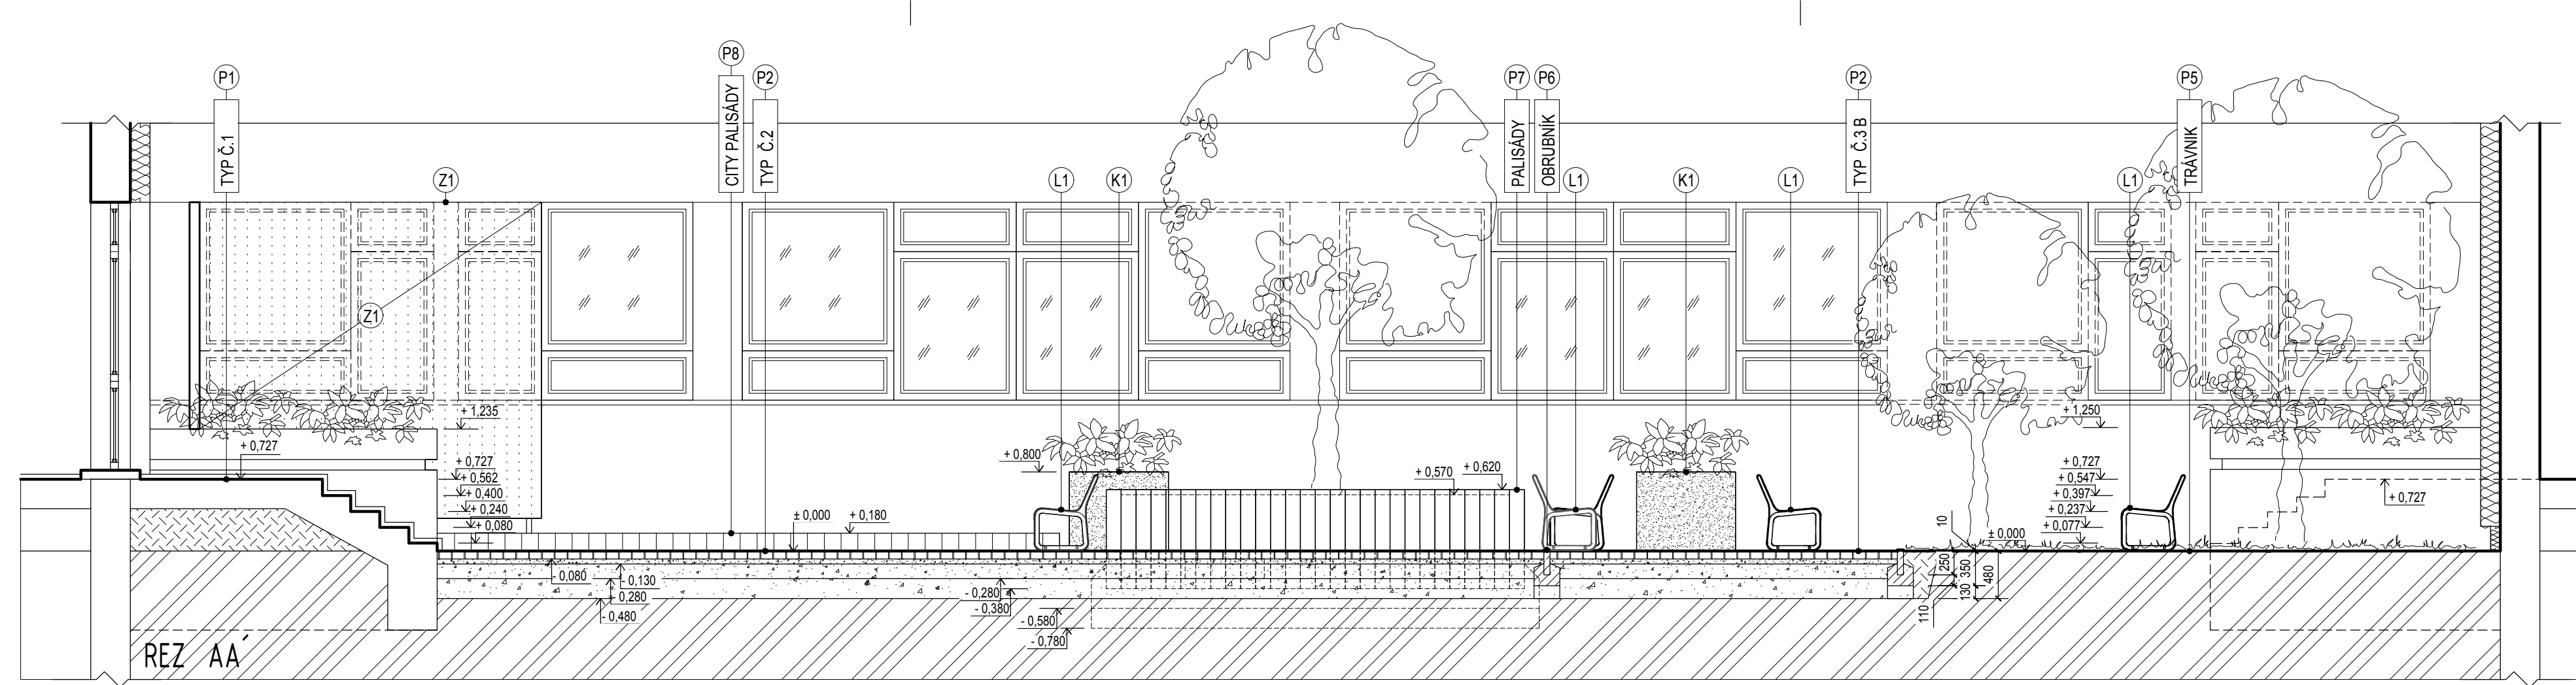 P1
TYP Č.1
Z1
P8
CITY PALISÁDY
P2
TYP Č.2
L1
K1
P7
PALISÁDY
P6
OBRUBNÍK
L1
K1
L1
P2
TYP Č.3 B
L1
P5
TRÁVNIK
Z1
+ 1,235
+ 0,727
+ 0,727
+ 0,562
+ 0,400
+ 0,240
+ 0,080
± 0,000
+ 0,180
+ 0,800
+ 0,570
+ 0,620
+ 1,250
+ 0,727
+ 0,547
+ 0,397
+ 0,237
+ 0,077
± 0,000
+ 0,727
10
250
350
480
130
110
- 0,080
- 0,130
- 0,280
- 0,480
- 0,280
- 0,380
- 0,580
- 0,780
REZ AÁ